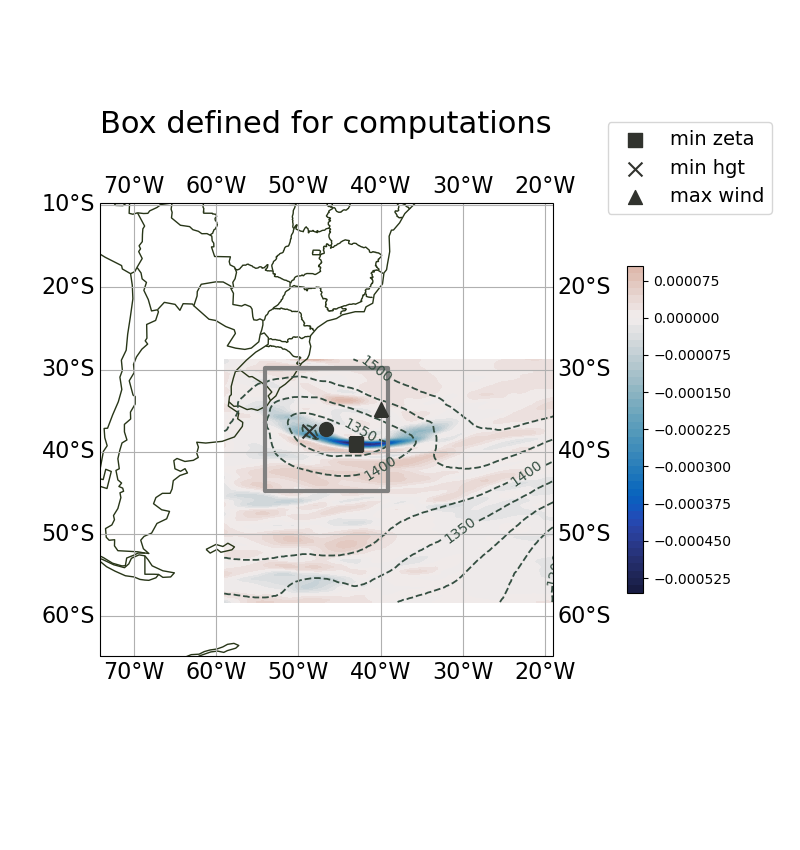 Box defined for computations
min zeta
min hgt
max wind
70°W 60°W 50°W 40°W 30°W 20°W
10°S
20°S 20°S
30°S 30°S
40°S 40°S
50°S 50°S
60°S 60°S
70°W 60°W 50°W 40°W 30°W 20°W
1500
1350
1400
1400
1350
0.000075
0.000000
−0.000075
−0.000150
−0.000225
−0.000300
−0.000375
−0.000450
−0.000525